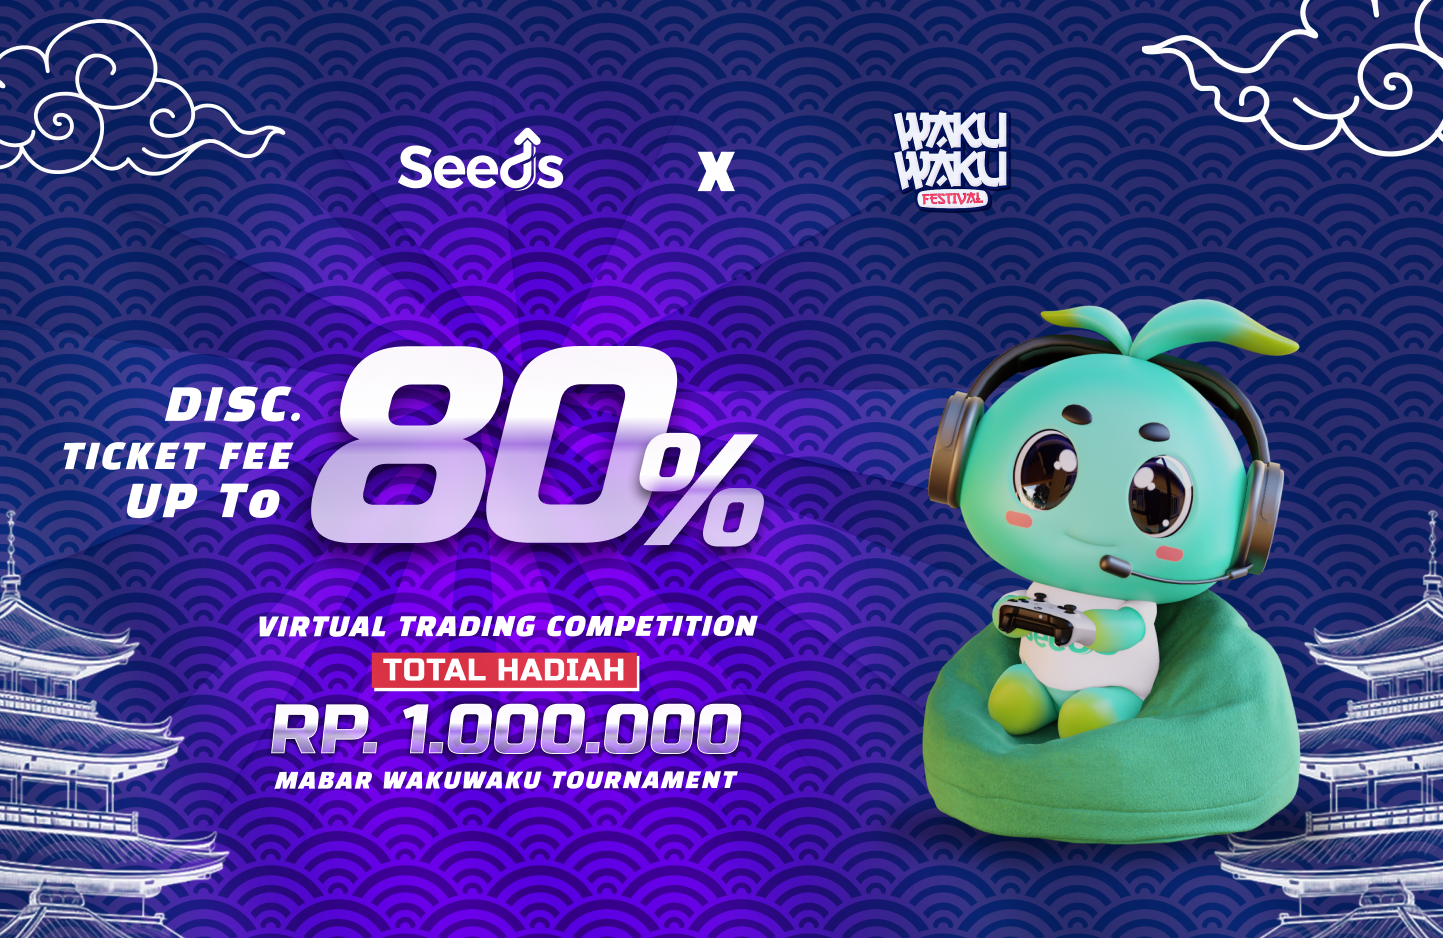 Seeds
X
WAKU
WAKU
FESTIVAL
DISC.
TICKET FEE
UP To
80%
VIRTUAL TRADING COMPETITION
TOTAL HADIAH
RP. 1.000.000
MABAR WAKUWAKU TOURNAMENT